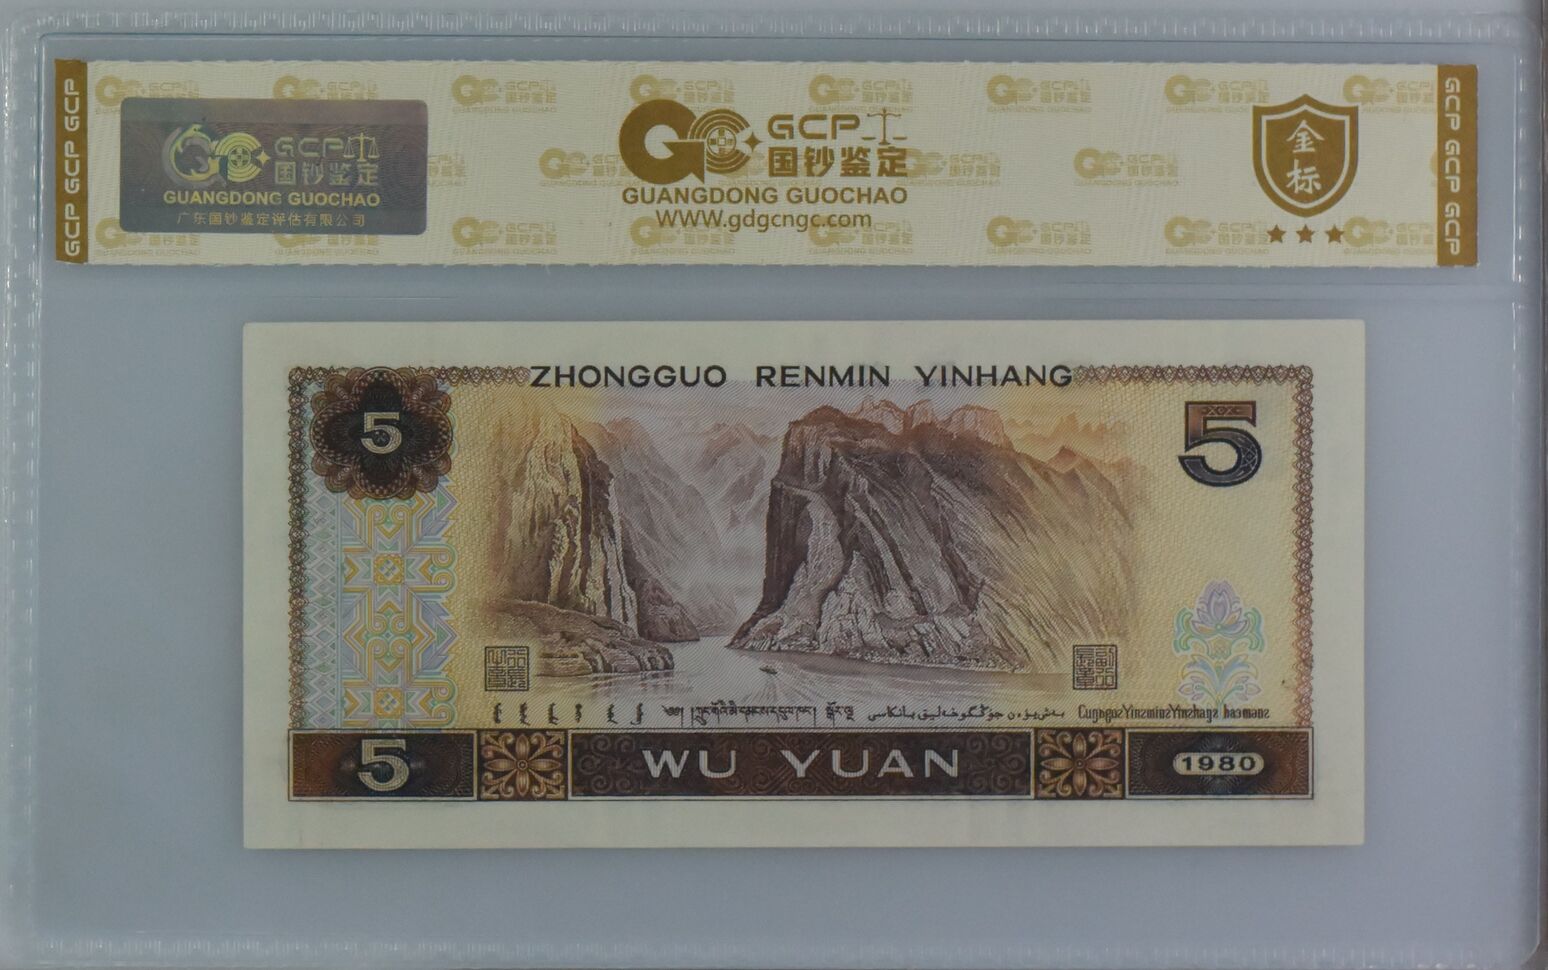 GCP GCP GCP
GCP
国钞鉴定
GUANGDONG GUOCHAO
广东国钞鉴定评估有限公司
GCP
国钞鉴定
GUANGDONG GUOCHAO
WWW.gdgcngc.com
金
标
GCP GCP GCP
ZHONGGUO RENMIN YINHANG
5
5
5
WU YUAN
1980